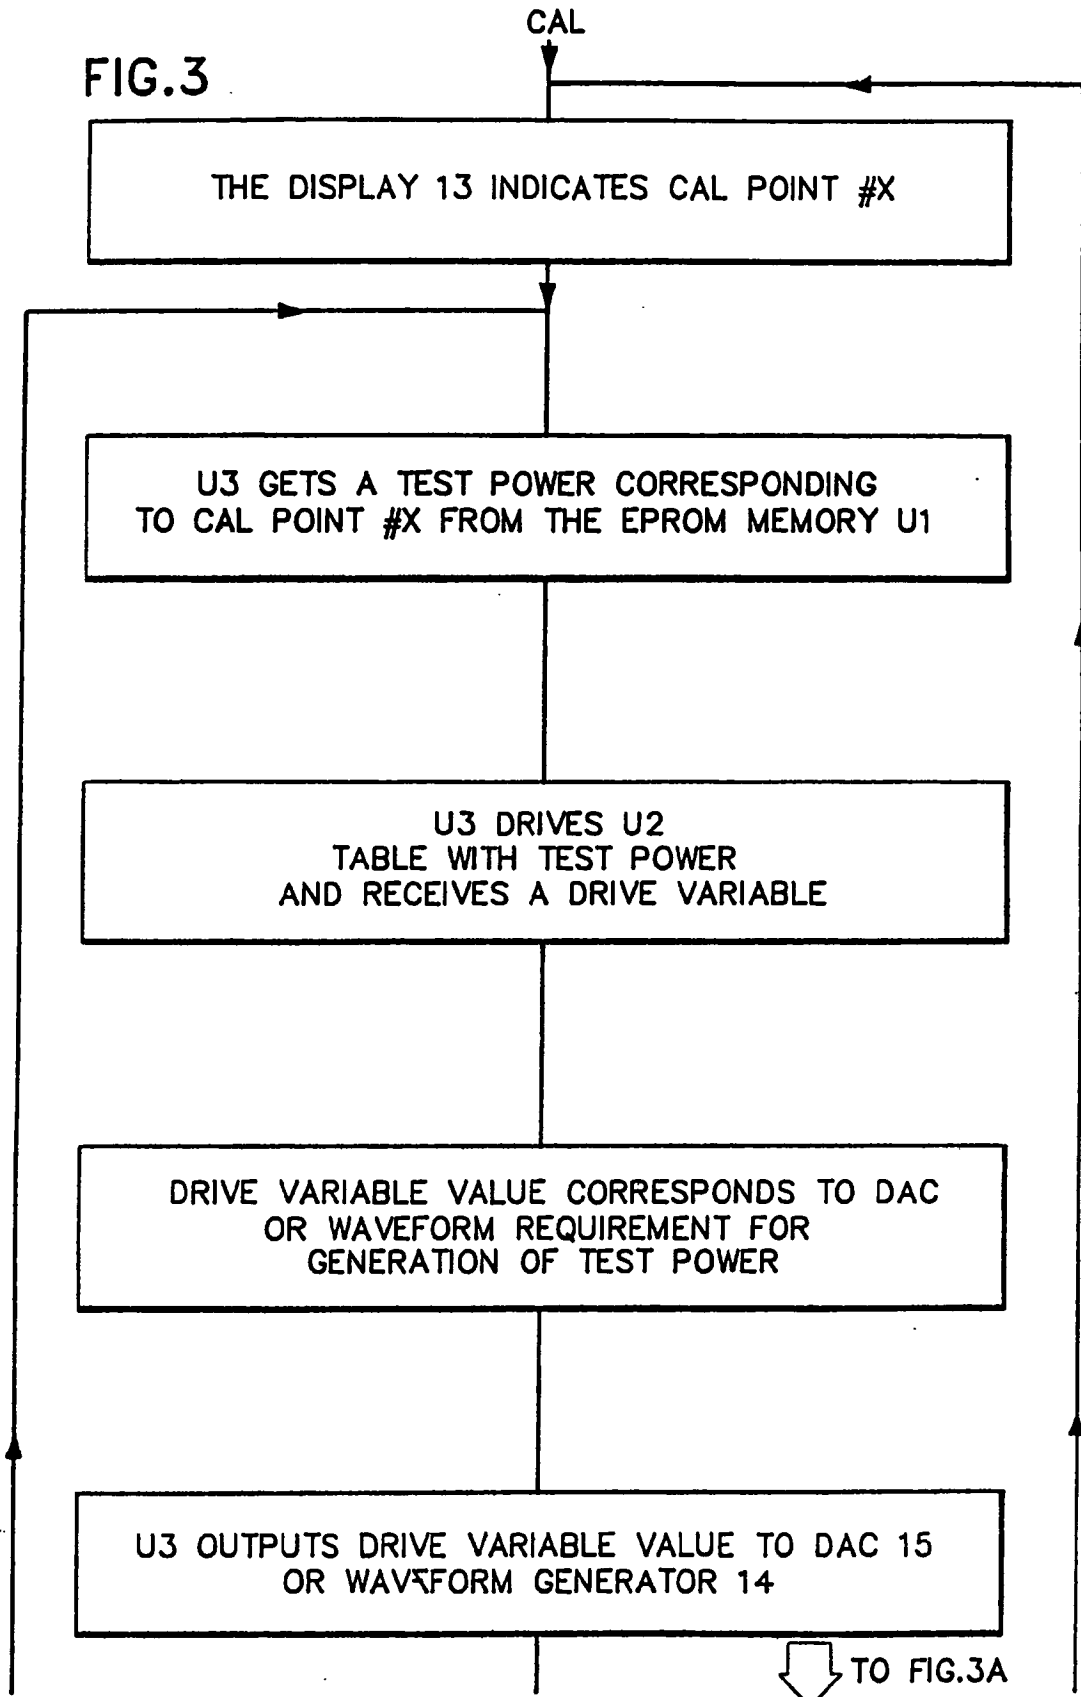 CAL
FIG.3
THE DISPLAY 13 INDICATES CAL POINT #X
U3 GETS A TEST POWER CORRESPONDING
TO CAL POINT #X FROM THE EPROM MEMORY U1
U3 DRIVES U2
TABLE WITH TEST POWER
AND RECEIVES A DRIVE VARIABLE
DRIVE VARIABLE VALUE CORRESPONDS TO DAC
OR WAVEFORM REQUIREMENT FOR
GENERATION OF TEST POWER
U3 OUTPUTS DRIVE VARIABLE VALUE TO DAC 15
OR WAVEFORM GENERATOR 14
TO FIG.3A